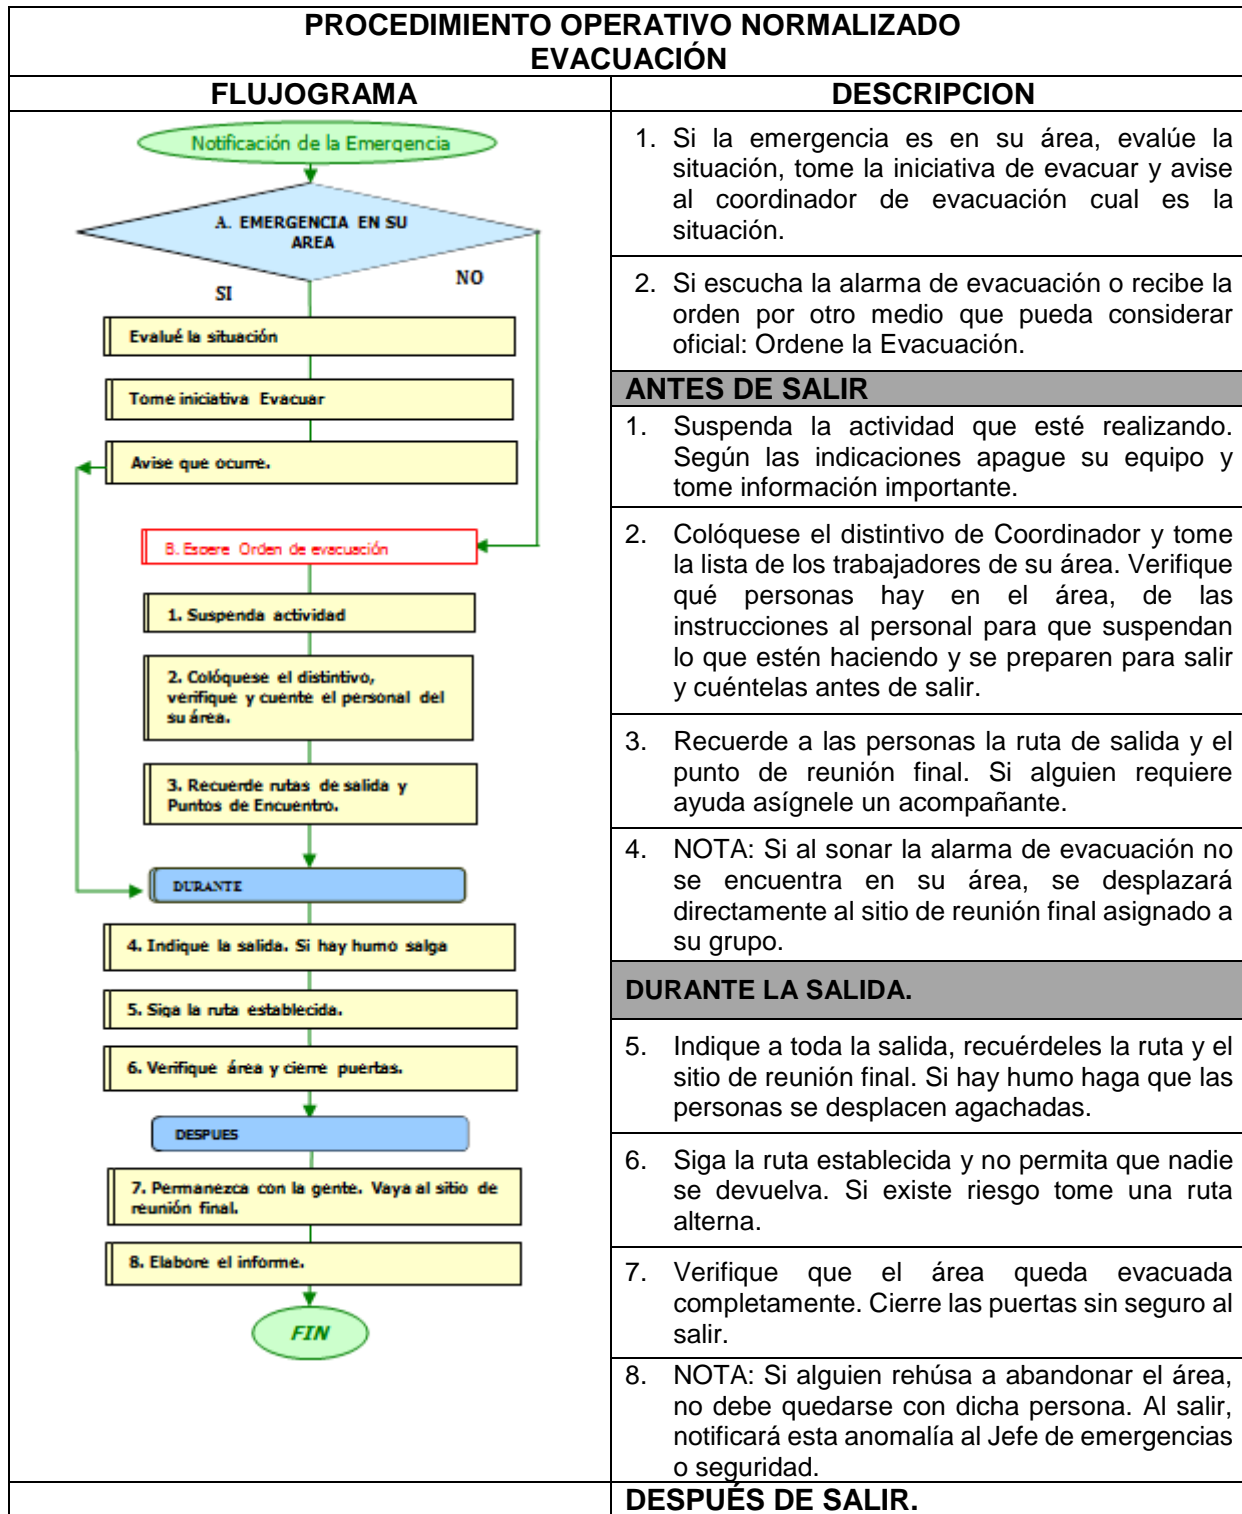 PROCEDIMIENTO OPERATIVO NORMALIZADO
EVACUACIÓN
FLUJOGRAMA
Notificación de la Emergencia
A. EMERGENCIA EN SU
AREA
SI
NO
Evalué la situación
Tome iniciativa Evacuar
Avise que ocurre.
B. Espere Orden de evacuación
1. Suspenda actividad
2. Colóquese el distintivo,
verifique y cuente el personal del
su área.
3. Recuerde rutas de salida y
Puntos de Encuentro.
DURANTE
4. Indique la salida. Si hay humo salga
5. Siga la ruta establecida.
6. Verifique área y cierre puertas.
DESPUES
7. Permanezca con la gente. Vaya al sitio de
reunión final.
8. Elabore el informe.
FIN
DESCRIPCION
1. Si la emergencia es en su área, evalúe la
situación, tome la iniciativa de evacuar y avise
al coordinador de evacuación cual es la
situación.
2. Si escucha la alarma de evacuación o recibe la
orden por otro medio que pueda considerar
oficial: Ordene la Evacuación.
ANTES DE SALIR
1. Suspenda la actividad que esté realizando.
Según las indicaciones apague su equipo y
tome información importante.
2. Colóquese el distintivo de Coordinador y tome
la lista de los trabajadores de su área. Verifique
qué personas hay en el área, de las
instrucciones al personal para que suspendan
lo que estén haciendo y se preparen para salir
y cuéntelas antes de salir.
3. Recuerde a las personas la ruta de salida y el
punto de reunión final. Si alguien requiere
ayuda asígnele un acompañante.
4. NOTA: Si al sonar la alarma de evacuación no
se encuentra en su área, se desplazará
directamente al sitio de reunión final asignado a
su grupo.
DURANTE LA SALIDA.
5. Indique a toda la salida, recuérdeles la ruta y el
sitio de reunión final. Si hay humo haga que las
personas se desplacen agachadas.
6. Siga la ruta establecida y no permita que nadie
se devuelva. Si existe riesgo tome una ruta
alterna.
7. Verifique que el área queda evacuada
completamente. Cierre las puertas sin seguro al
salir.
8. NOTA: Si alguien rehúsa a abandonar el área,
no debe quedarse con dicha persona. Al salir,
notificará esta anomalía al Jefe de emergencias
o seguridad.
DESPUÉS DE SALIR.